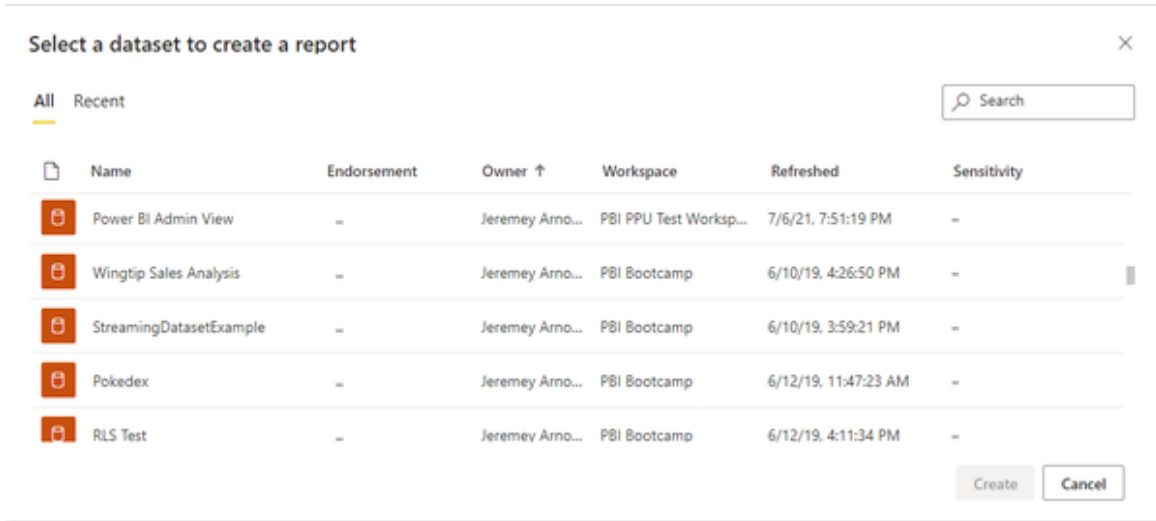 Select a dataset to create a report
All Recent
Search
Name Endorsement Owner ↑ Workspace Refreshed Sensitivity
Power BI Admin View – Jeremey Arno... PBI PPU Test Worksp... 7/6/21, 7:51:19 PM –
Wingtip Sales Analysis – Jeremey Arno... PBI Bootcamp 6/10/19, 4:26:50 PM –
StreamingDatasetExample – Jeremey Arno... PBI Bootcamp 6/10/19, 3:59:21 PM –
Pokedex – Jeremey Arno... PBI Bootcamp 6/12/19, 11:47:23 AM –
RLS Test – Jeremey Arno... PBI Bootcamp 6/12/19, 4:11:34 PM –
Create Cancel